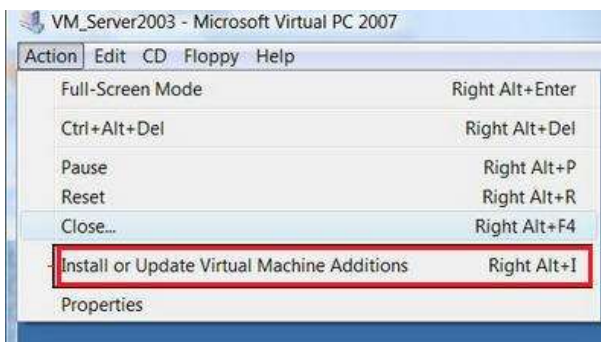 VM_Server2003 - Microsoft Virtual PC 2007
Action Edit CD Floppy Help
Full-Screen Mode Right Alt+Enter
Ctrl+Alt+Del Right Alt+Del
Pause Right Alt+P
Reset Right Alt+R
Close... Right Alt+F4
Install or Update Virtual Machine Additions Right Alt+I
Properties